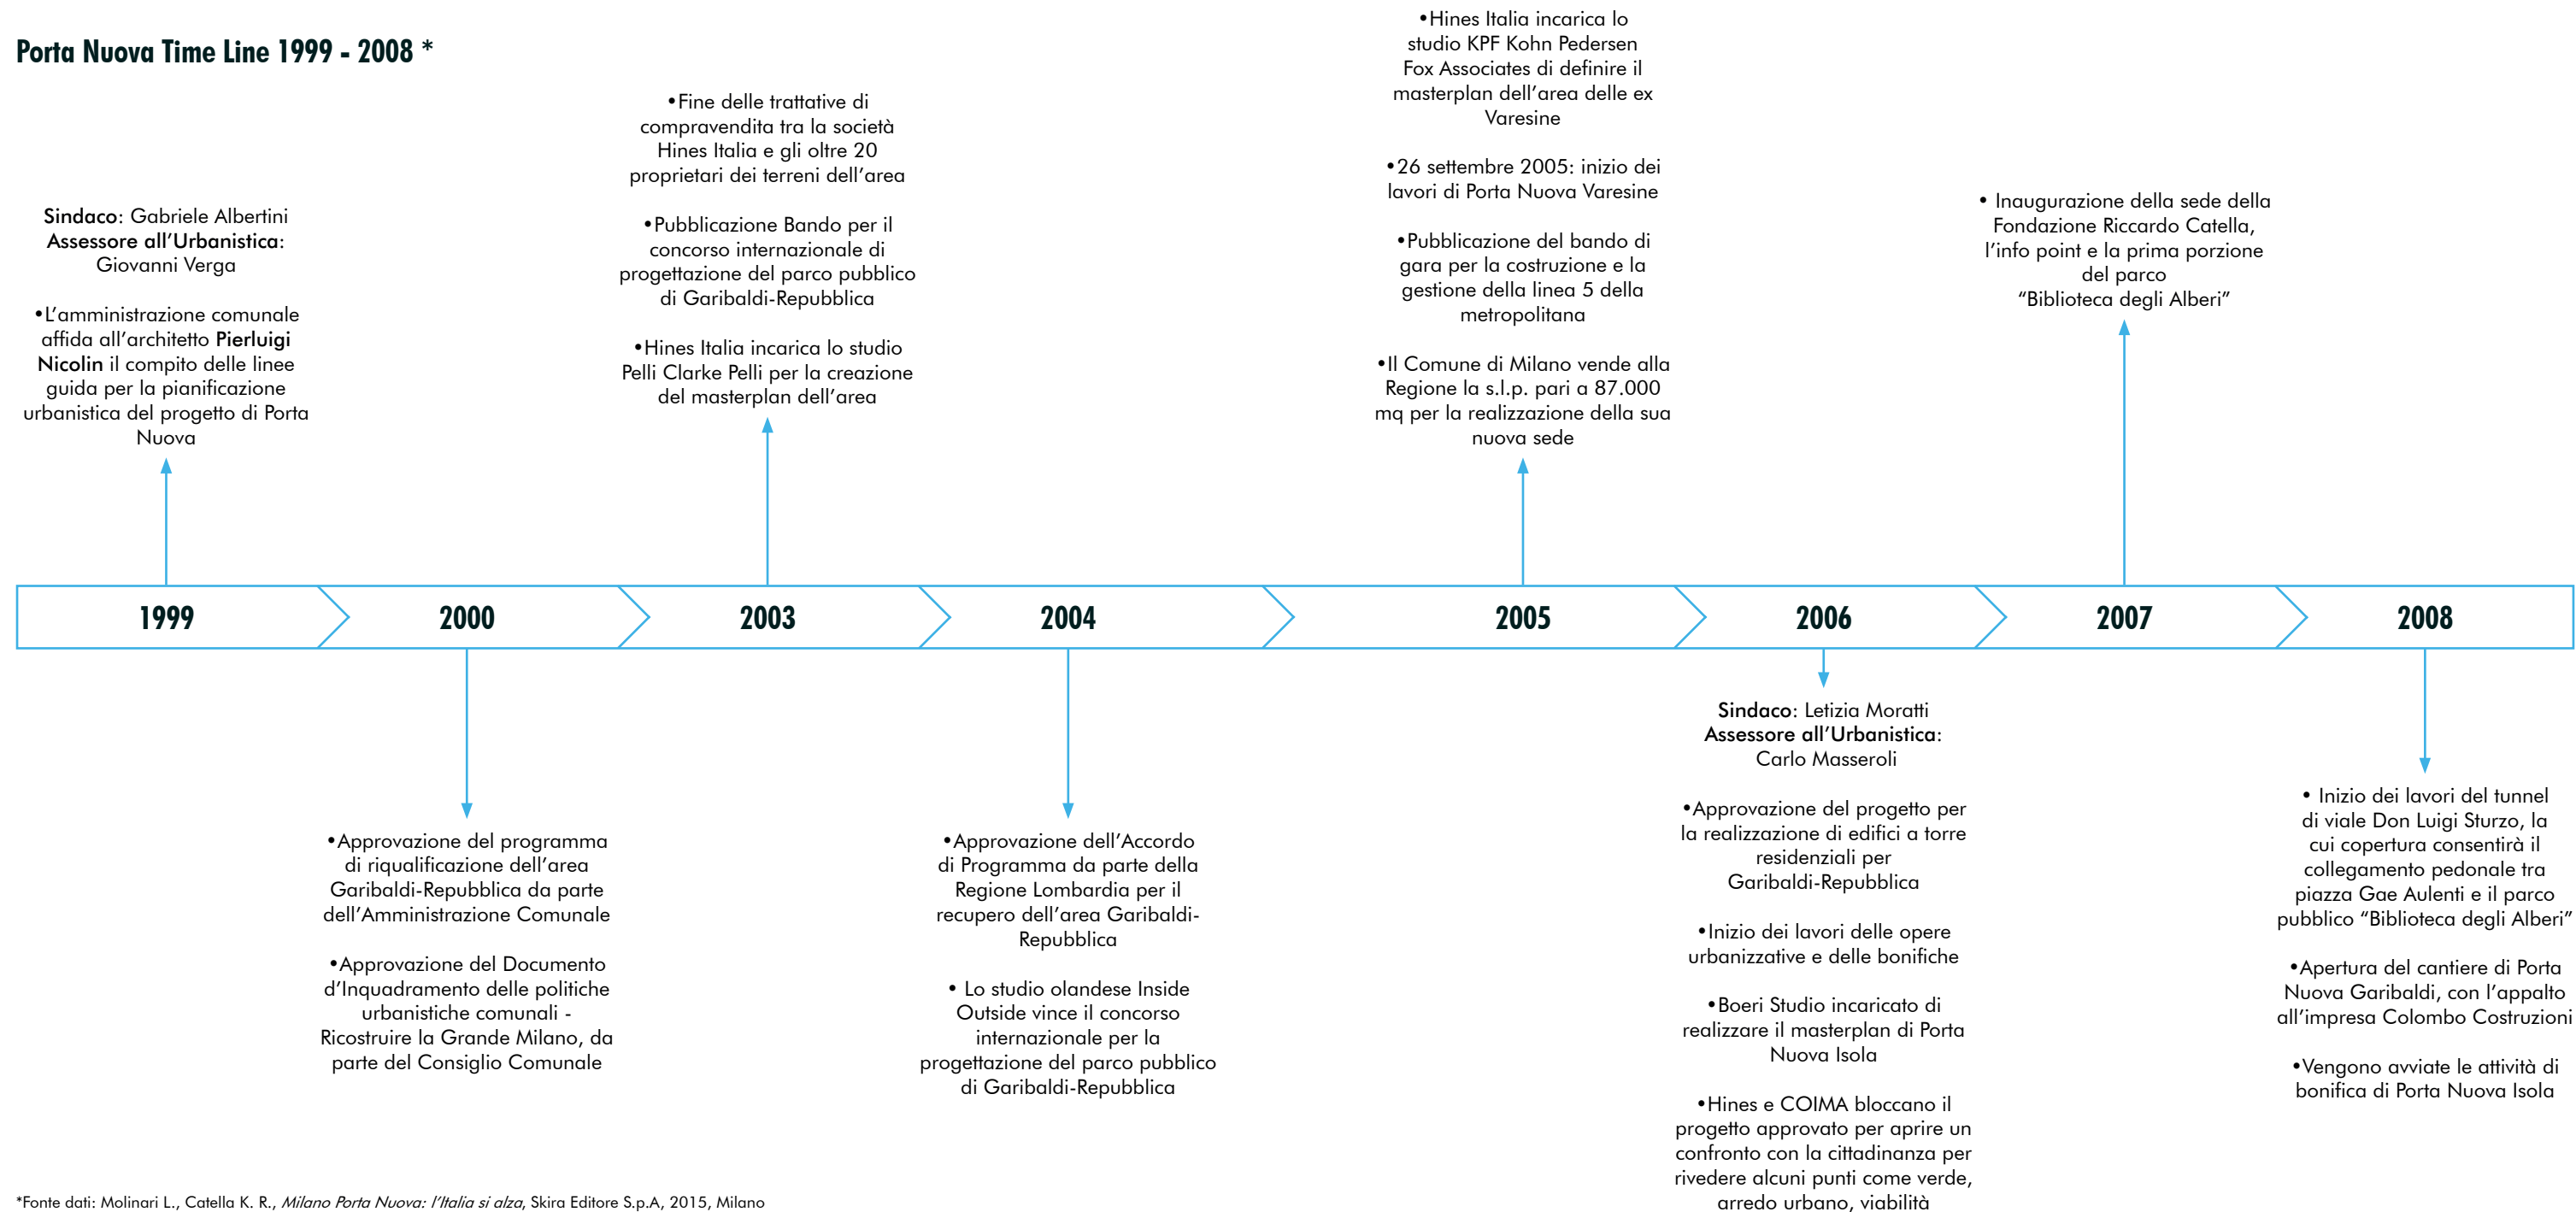 Porta Nuova Time Line 1999 - 2008 *
Sindaco: Gabriele Albertini
Assessore all’Urbanistica:
Giovanni Verga
•L’amministrazione comunale
affida all’architetto Pierluigi
Nicolin il compito delle linee
guida per la pianificazione
urbanistica del progetto di Porta
Nuova
•Fine delle trattative di
compravendita tra la società
Hines Italia e gli oltre 20
proprietari dei terreni dell’area
•Pubblicazione Bando per il
concorso internazionale di
progettazione del parco pubblico
di Garibaldi-Repubblica
•Hines Italia incarica lo studio
Pelli Clarke Pelli per la creazione
del masterplan dell’area
•Hines Italia incarica lo
studio KPF Kohn Pedersen
Fox Associates di definire il
masterplan dell’area delle ex
Varesine
•26 settembre 2005: inizio dei
lavori di Porta Nuova Varesine
•Pubblicazione del bando di
gara per la costruzione e la
gestione della linea 5 della
metropolitana
•Il Comune di Milano vende alla
Regione la s.l.p. pari a 87.000
mq per la realizzazione della sua
nuova sede
• Inaugurazione della sede della
Fondazione Riccardo Catella,
l’info point e la prima porzione
del parco
“Biblioteca degli Alberi”
1999
2000
2003
2004
2005
2006
2007
2008
•Approvazione del programma
di riqualificazione dell’area
Garibaldi-Repubblica da parte
dell’Amministrazione Comunale
•Approvazione del Documento
d’Inquadramento delle politiche
urbanistiche comunali -
Ricostruire la Grande Milano, da
parte del Consiglio Comunale
•Approvazione dell’Accordo
di Programma da parte della
Regione Lombardia per il
recupero dell’area Garibaldi-
Repubblica
• Lo studio olandese Inside
Outside vince il concorso
internazionale per la
progettazione del parco pubblico
di Garibaldi-Repubblica
Sindaco: Letizia Moratti
Assessore all’Urbanistica:
Carlo Masseroli
•Approvazione del progetto per
la realizzazione di edifici a torre
residenziali per
Garibaldi-Repubblica
•Inizio dei lavori delle opere
urbanizzative e delle bonifiche
•Boeri Studio incaricato di
realizzare il masterplan di Porta
Nuova Isola
•Hines e COIMA bloccano il
progetto approvato per aprire un
confronto con la cittadinanza per
rivedere alcuni punti come verde,
arredo urbano, viabilità
• Inizio dei lavori del tunnel
di viale Don Luigi Sturzo, la
cui copertura consentirà il
collegamento pedonale tra
piazza Gae Aulenti e il parco
pubblico “Biblioteca degli Alberi”
•Apertura del cantiere di Porta
Nuova Garibaldi, con l’appalto
all’impresa Colombo Costruzioni
•Vengono avviate le attività di
bonifica di Porta Nuova Isola
*Fonte dati: Molinari L., Catella K. R., Milano Porta Nuova: l’Italia si alza, Skira Editore S.p.A, 2015, Milano